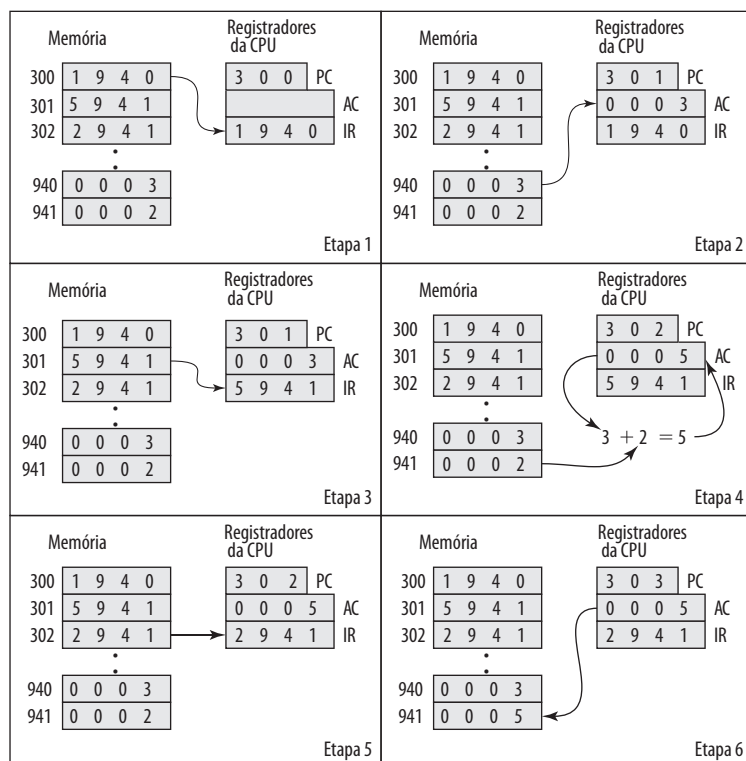 Memória
Registradores
da CPU
300 1 9 4 0
3 0 0 PC
301 5 9 4 1
AC
302 2 9 4 1
1 9 4 0 IR
940 0 0 0 3
941 0 0 0 2
Etapa 1
Memória
Registradores
da CPU
300 1 9 4 0
3 0 1 PC
301 5 9 4 1
0 0 0 3 AC
302 2 9 4 1
1 9 4 0 IR
940 0 0 0 3
941 0 0 0 2
Etapa 2
Memória
Registradores
da CPU
300 1 9 4 0
3 0 1 PC
301 5 9 4 1
0 0 0 3 AC
302 2 9 4 1
5 9 4 1 IR
940 0 0 0 3
941 0 0 0 2
Etapa 3
Memória
Registradores
da CPU
300 1 9 4 0
3 0 2 PC
301 5 9 4 1
0 0 0 5 AC
302 2 9 4 1
5 9 4 1 IR
940 0 0 0 3
3 + 2 = 5
941 0 0 0 2
Etapa 4
Memória
Registradores
da CPU
300 1 9 4 0
3 0 2 PC
301 5 9 4 1
0 0 0 5 AC
302 2 9 4 1
2 9 4 1 IR
940 0 0 0 3
941 0 0 0 2
Etapa 5
Memória
Registradores
da CPU
300 1 9 4 0
3 0 3 PC
301 5 9 4 1
0 0 0 5 AC
302 2 9 4 1
2 9 4 1 IR
940 0 0 0 3
941 0 0 0 5
Etapa 6